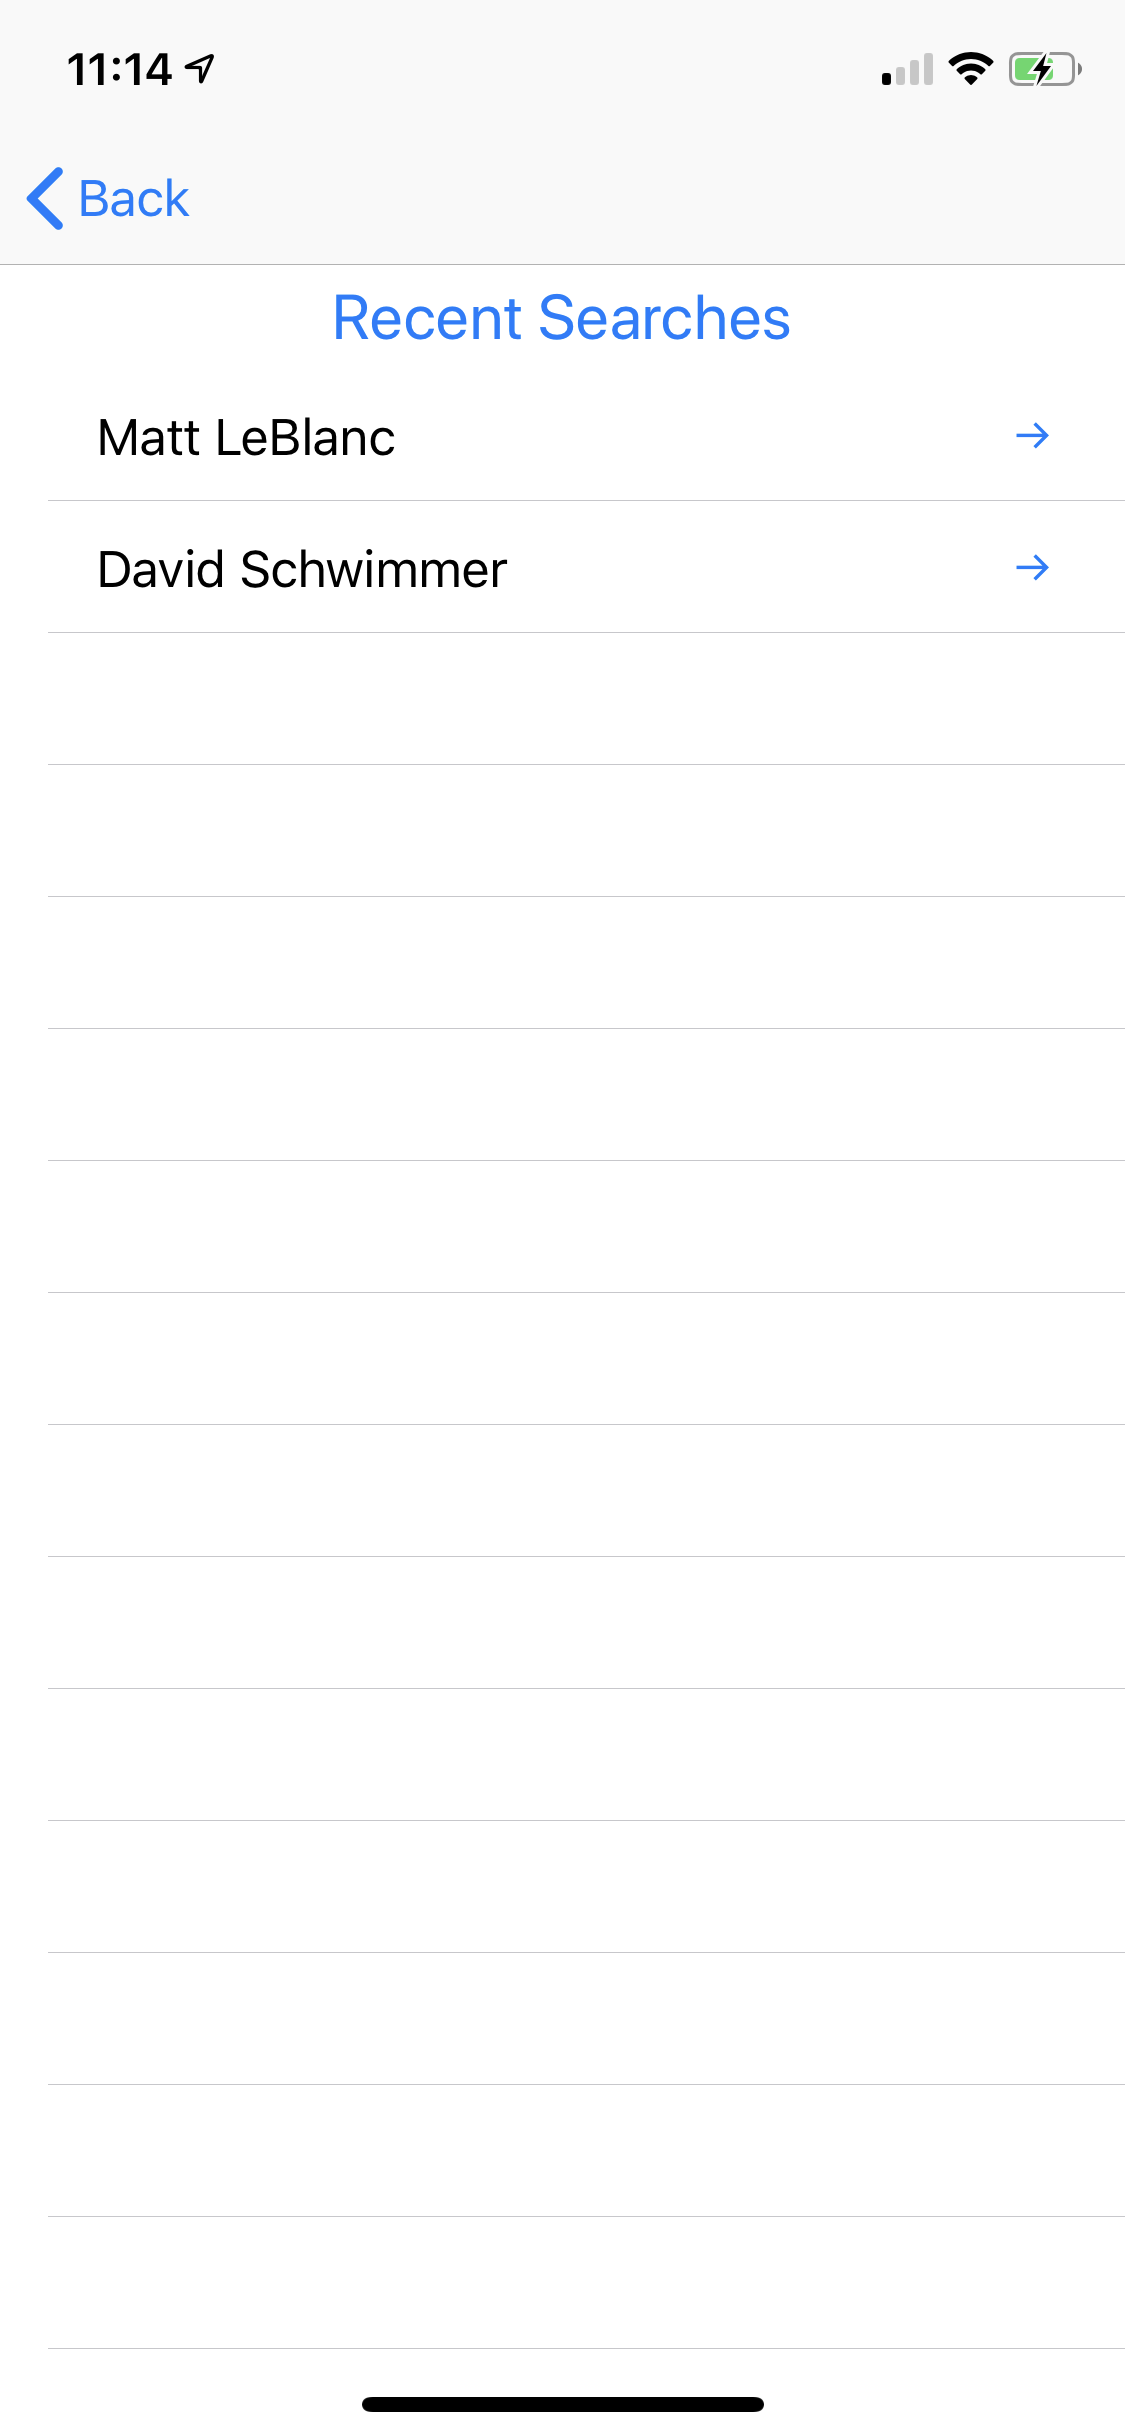 11:14
Back
Recent Searches
Matt LeBlanc
David Schwimmer